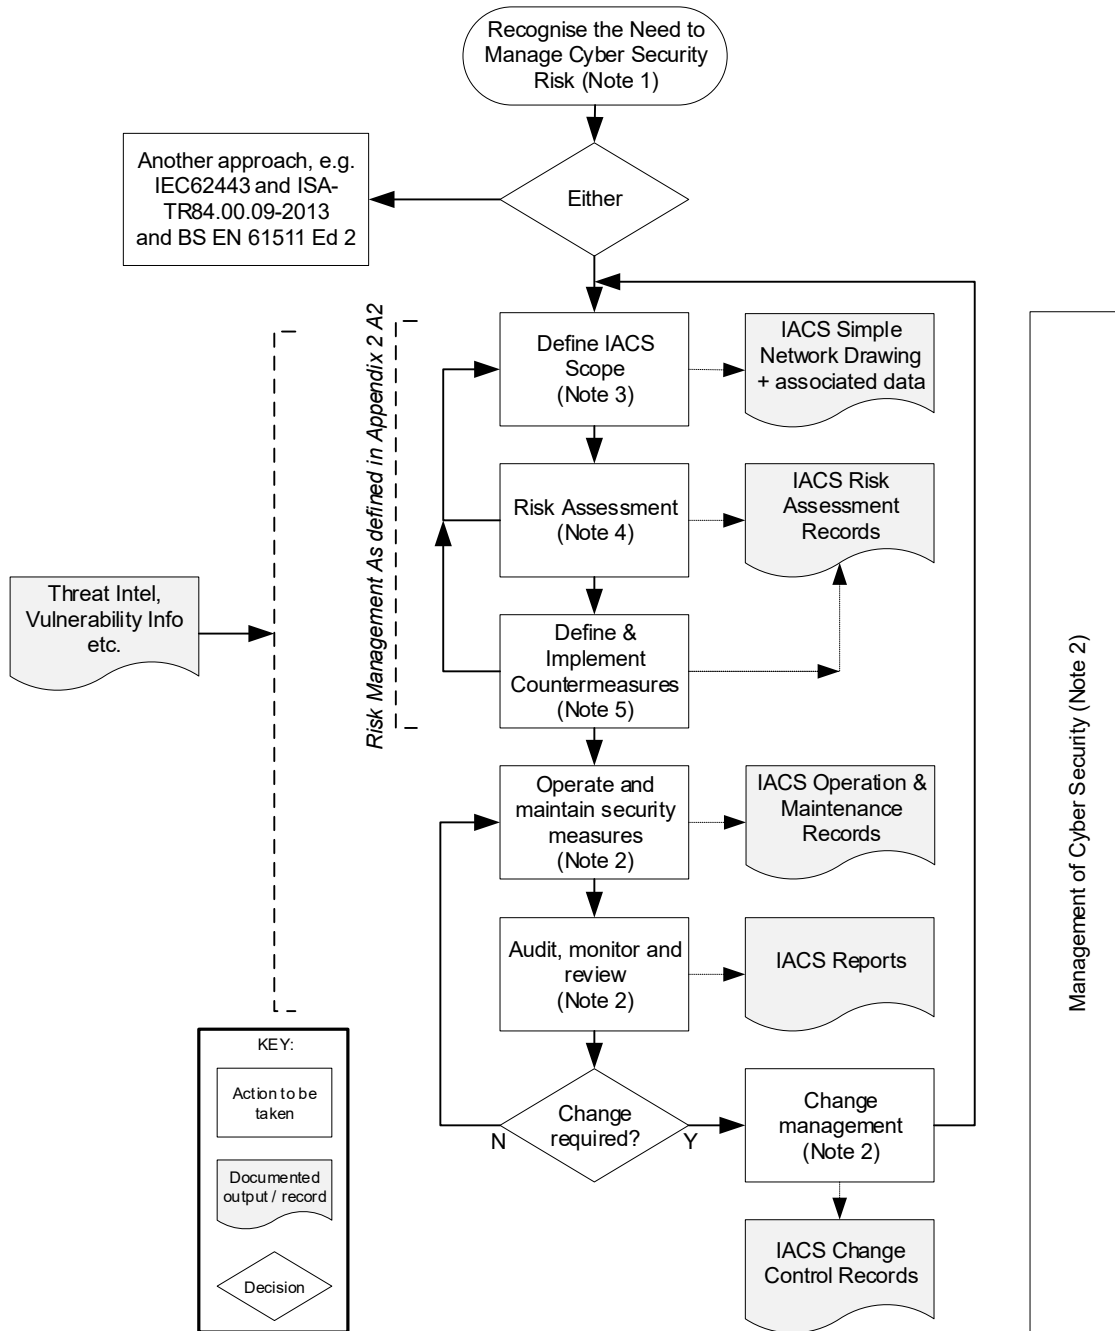 Recognise the Need to
Manage Cyber Security
Risk (Note 1)
Another approach, e.g.
IEC62443 and ISA-
TR84.00.09-2013
and BS EN 61511 Ed 2
Either
Risk Management As defined in Appendix 2 A2
Define IACS
Scope
(Note 3)
IACS Simple
Network Drawing
+ associated data
Risk Assessment
(Note 4)
IACS Risk
Assessment
Records
Threat Intel,
Vulnerability Info
etc.
Define &
Implement
Countermeasures
(Note 5)
Management of Cyber Security (Note 2)
Operate and
maintain security
measures
(Note 2)
IACS Operation &
Maintenance
Records
Audit, monitor and
review
(Note 2)
IACS Reports
KEY:
Action to be
taken
Documented
output / record
Decision
Change
required?
N
Y
Change
management
(Note 2)
IACS Change
Control Records